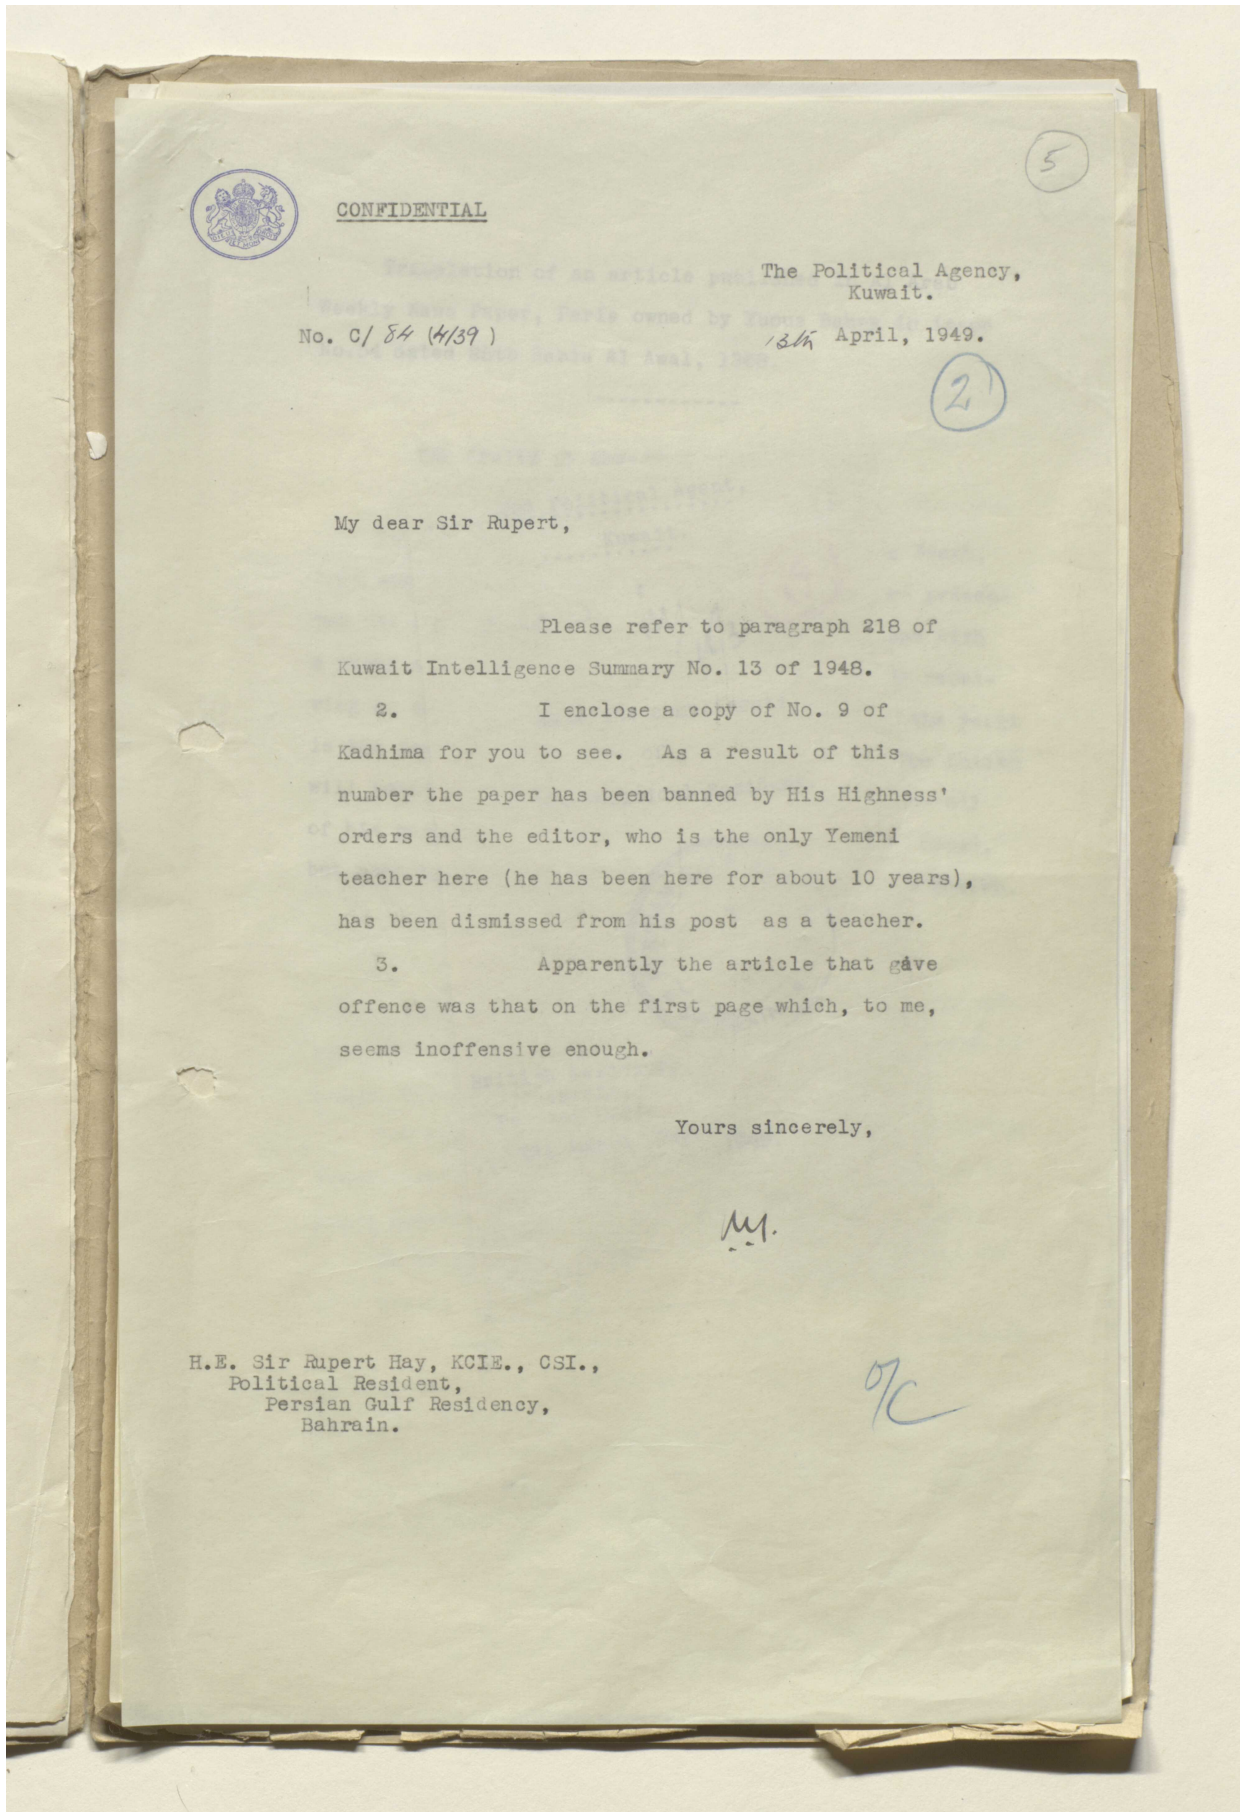 5
CONFIDENTIAL
The Political Agency,
Kuwait.
No. C/ 84 (4/39)
13th April, 1949.
2
My dear Sir Rupert,
Please refer to paragraph 218 of
Kuwait Intelligence Summary No. 13 of 1948.
2. I enclose a copy of No. 9 of
Kadhima for you to see. As a result of this
number the paper has been banned by His Highness'
orders and the editor, who is the only Yemeni
teacher here (he has been here for about 10 years),
has been dismissed from his post as a teacher.
3. Apparently the article that gave
offence was that on the first page which, to me,
seems inoffensive enough.
Yours sincerely,
H.E. Sir Rupert Hay, KCIE., CSI.,
Political Resident,
Persian Gulf Residency,
Bahrain.
O/C